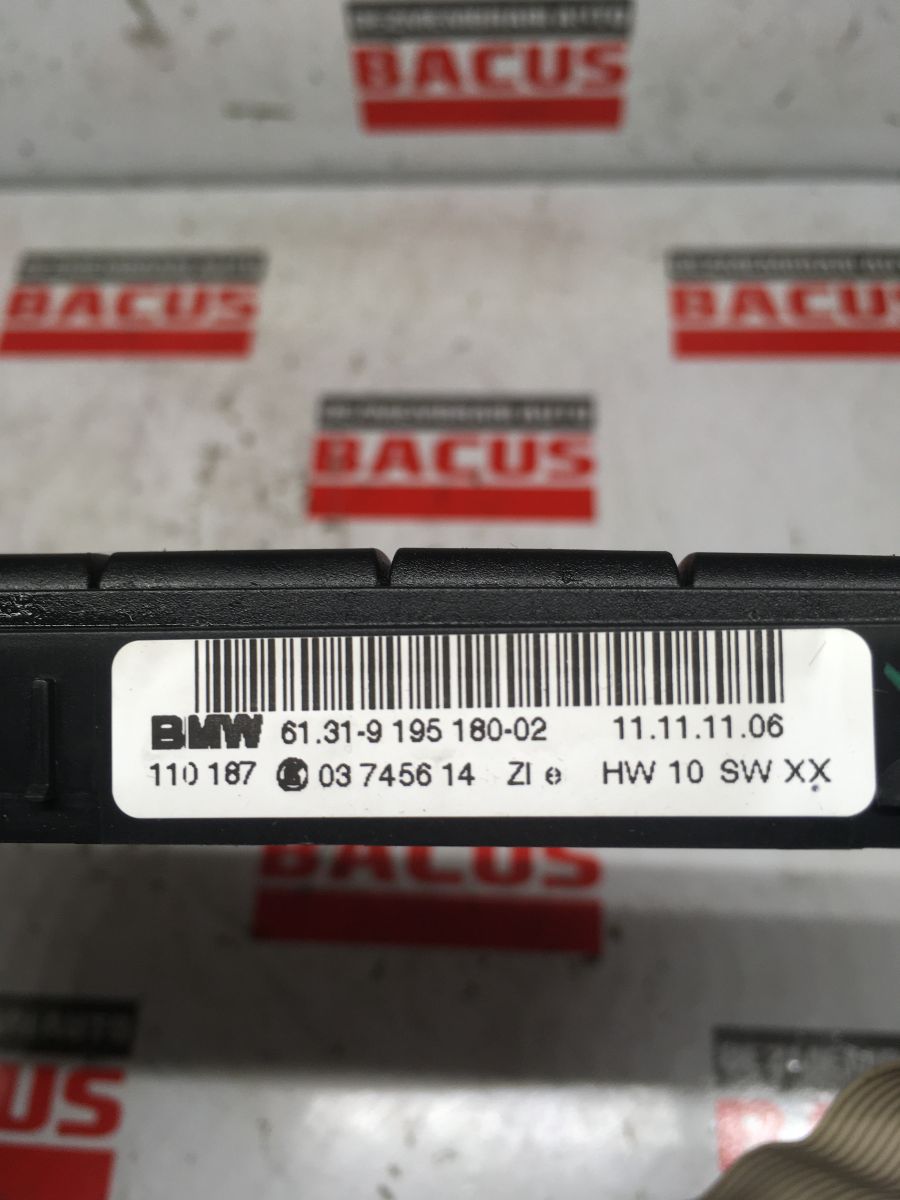 BACUS
BACUS
BACUS
BACUS
BMW 61.31-9 195 180-02 11.11.11.06
110 187 03 7456 14 ZI e HW 10 SW XX
BACUS